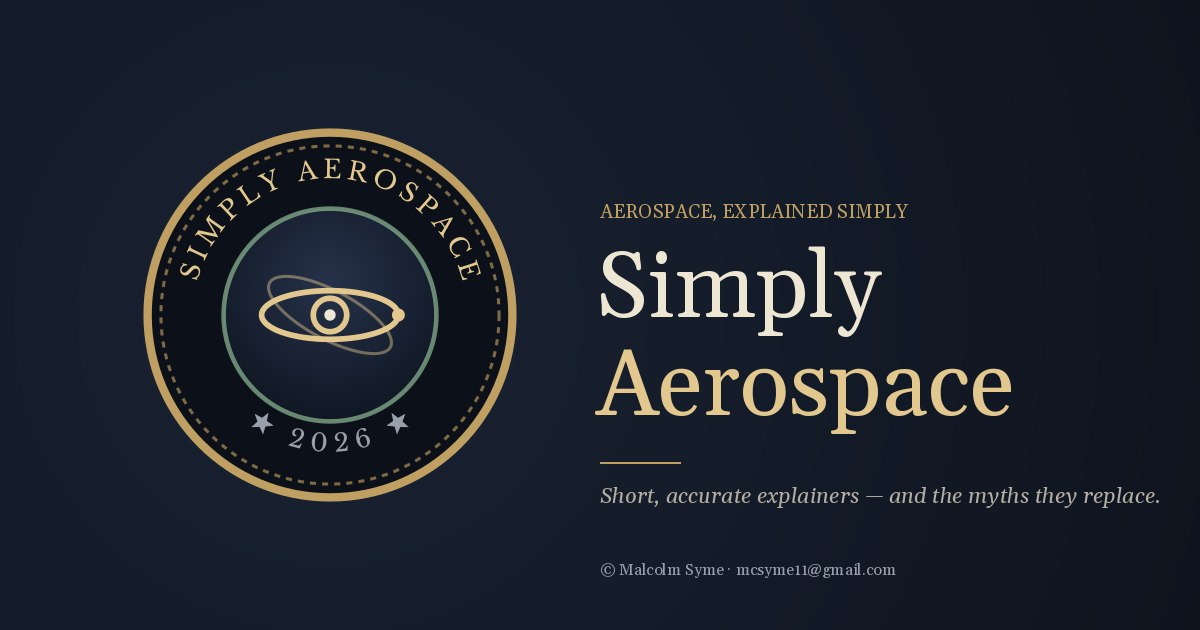 SIMPLY AEROSPACE
★ 2026 ★
AEROSPACE, EXPLAINED SIMPLY
Simply
Aerospace
Short, accurate explainers — and the myths they replace.
© Malcolm Syme · mcsyme11@gmail.com